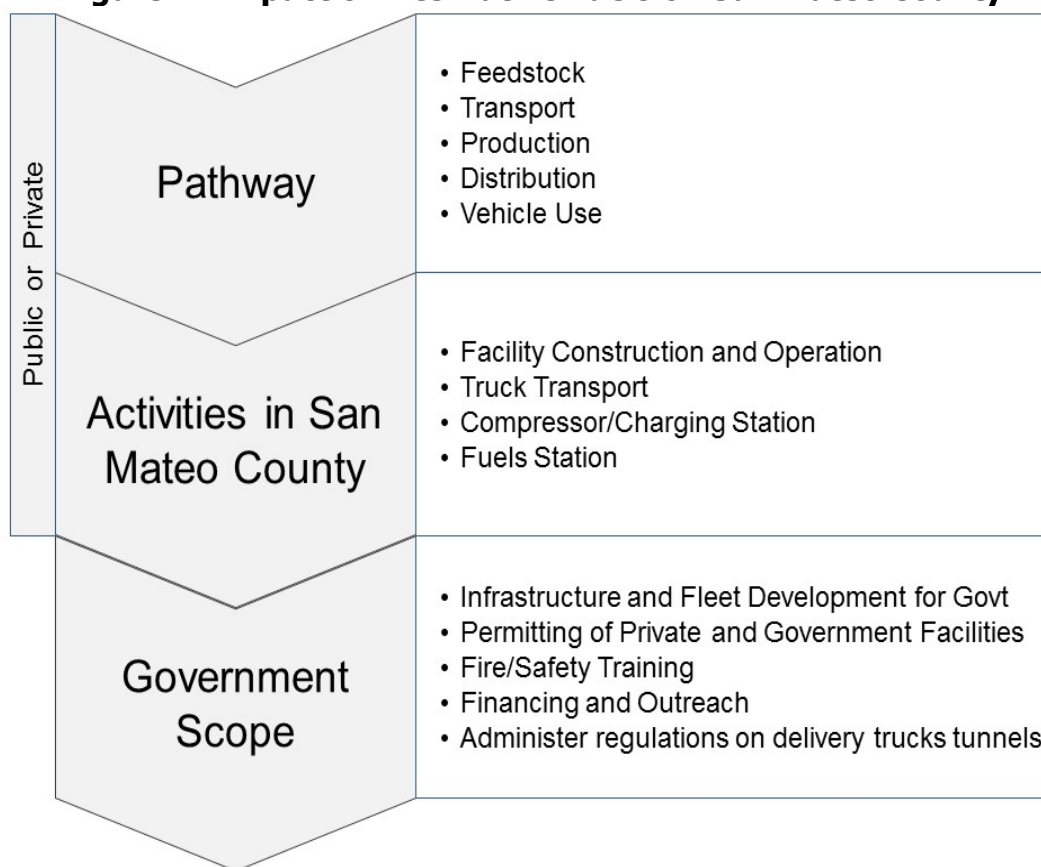 County
Public or Private
Pathway
• Feedstock
• Transport
• Production
• Distribution
• Vehicle Use
Activities in San
Mateo County
• Facility Construction and Operation
• Truck Transport
• Compressor/Charging Station
• Fuels Station
Government
Scope
• Infrastructure and Fleet Development for Govt
• Permitting of Private and Government Facilities
• Fire/Safety Training
• Financing and Outreach
• Administer regulations on delivery trucks tunnels